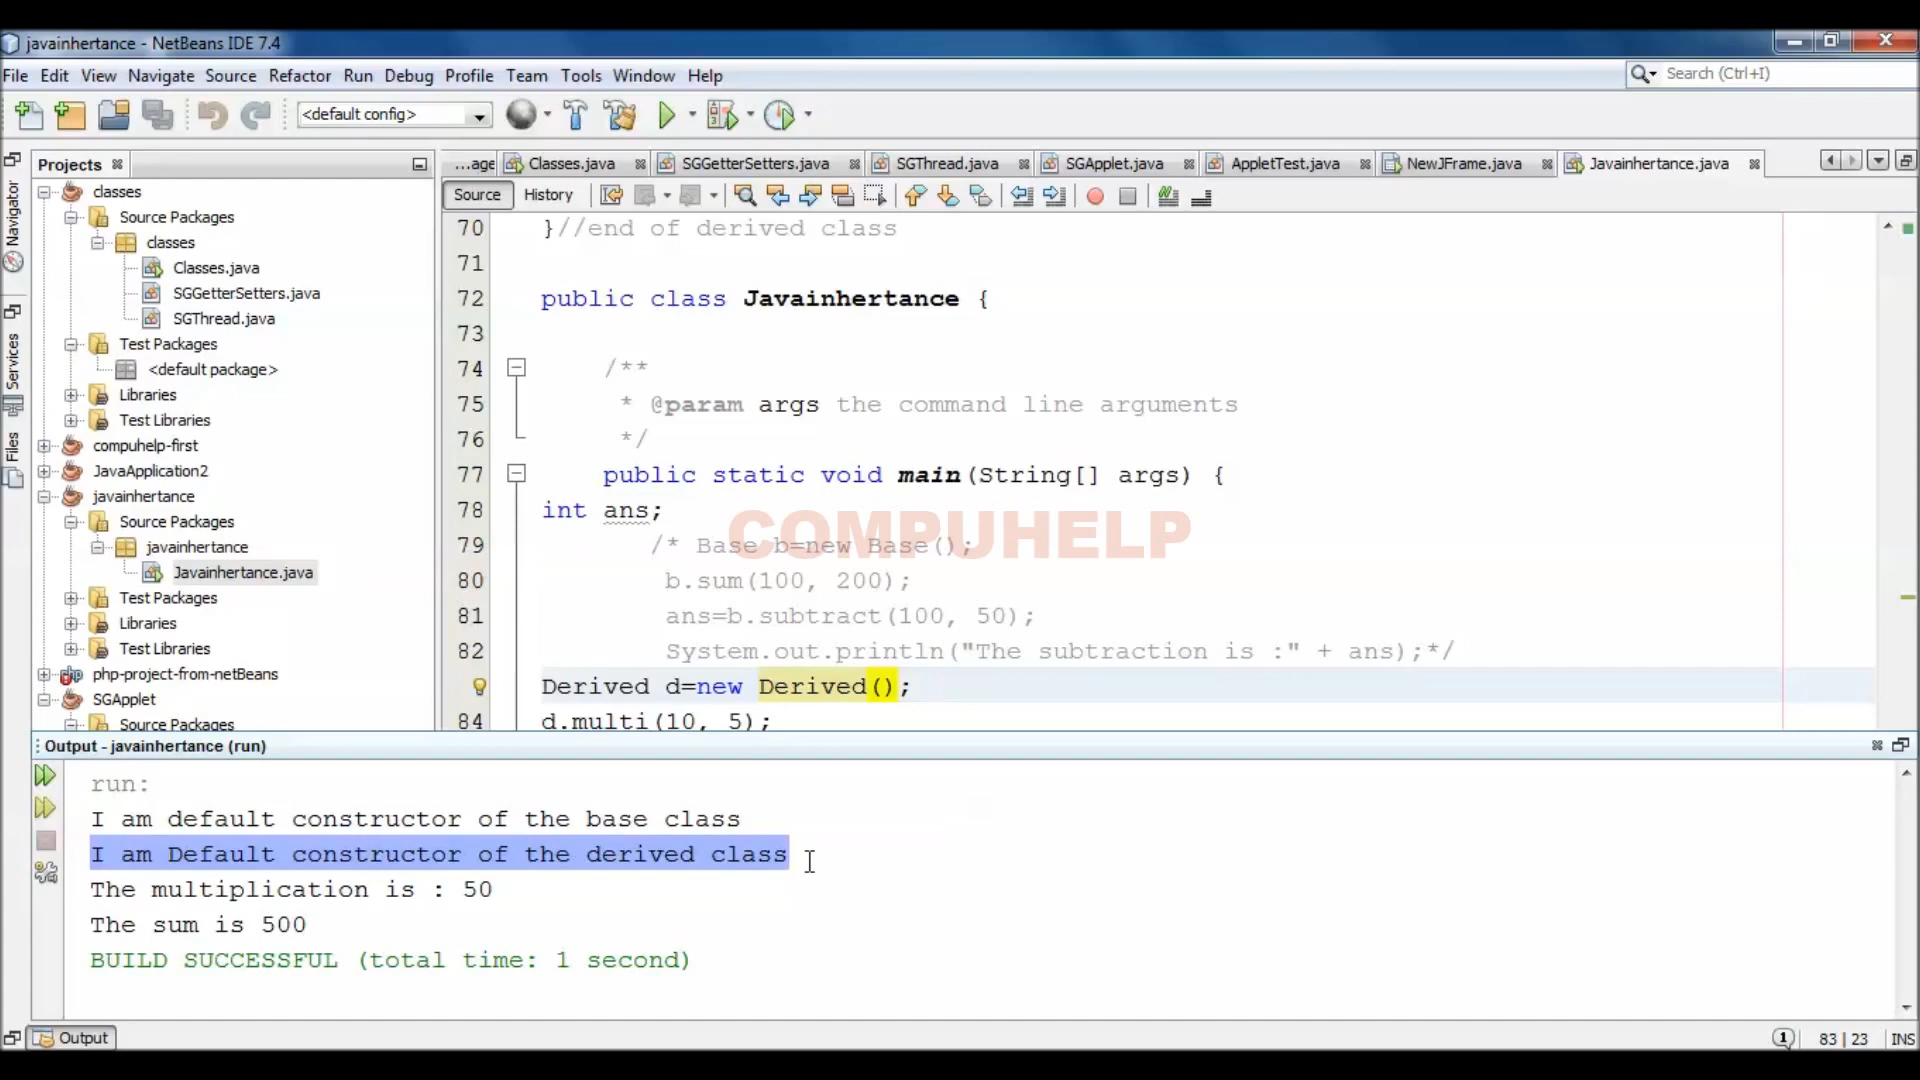 javainhertance - NetBeans IDE 7.4
File Edit View Navigate Source Refactor Run Debug Profile Team Tools Window Help
Search (Ctrl+I)
<default config>
Projects
...age Classes.java SGGetterSetters.java SGThread.java SGApplet.java AppletTest.java NewJFrame.java Javainhertance.java
Source History
Navigator
Services
Files
classes
Source Packages
classes
Classes.java
SGGetterSetters.java
SGThread.java
Test Packages
<default package>
Libraries
Test Libraries
compuhelp-first
JavaApplication2
javainhertance
Source Packages
javainhertance
Javainhertance.java
Test Packages
Libraries
Test Libraries
php-project-from-netBeans
SGApplet
Source Packages
70 }//end of derived class
71
72 public class Javainhertance {
73
74 /**
75 * @param args the command line arguments
76 */
77 public static void main(String[] args) {
78 int ans;
COMPUHELP
79 /* Base b=new Base();
80 b.sum(100, 200);
81 ans=b.subtract(100, 50);
82 System.out.println("The subtraction is :" + ans);*/
Derived d=new Derived();
84 d.multi(10, 5);
Output - javainhertance (run)
run:
I am default constructor of the base class
I am Default constructor of the derived class
The multiplication is : 50
The sum is 500
BUILD SUCCESSFUL (total time: 1 second)
Output
1 83 | 23 INS